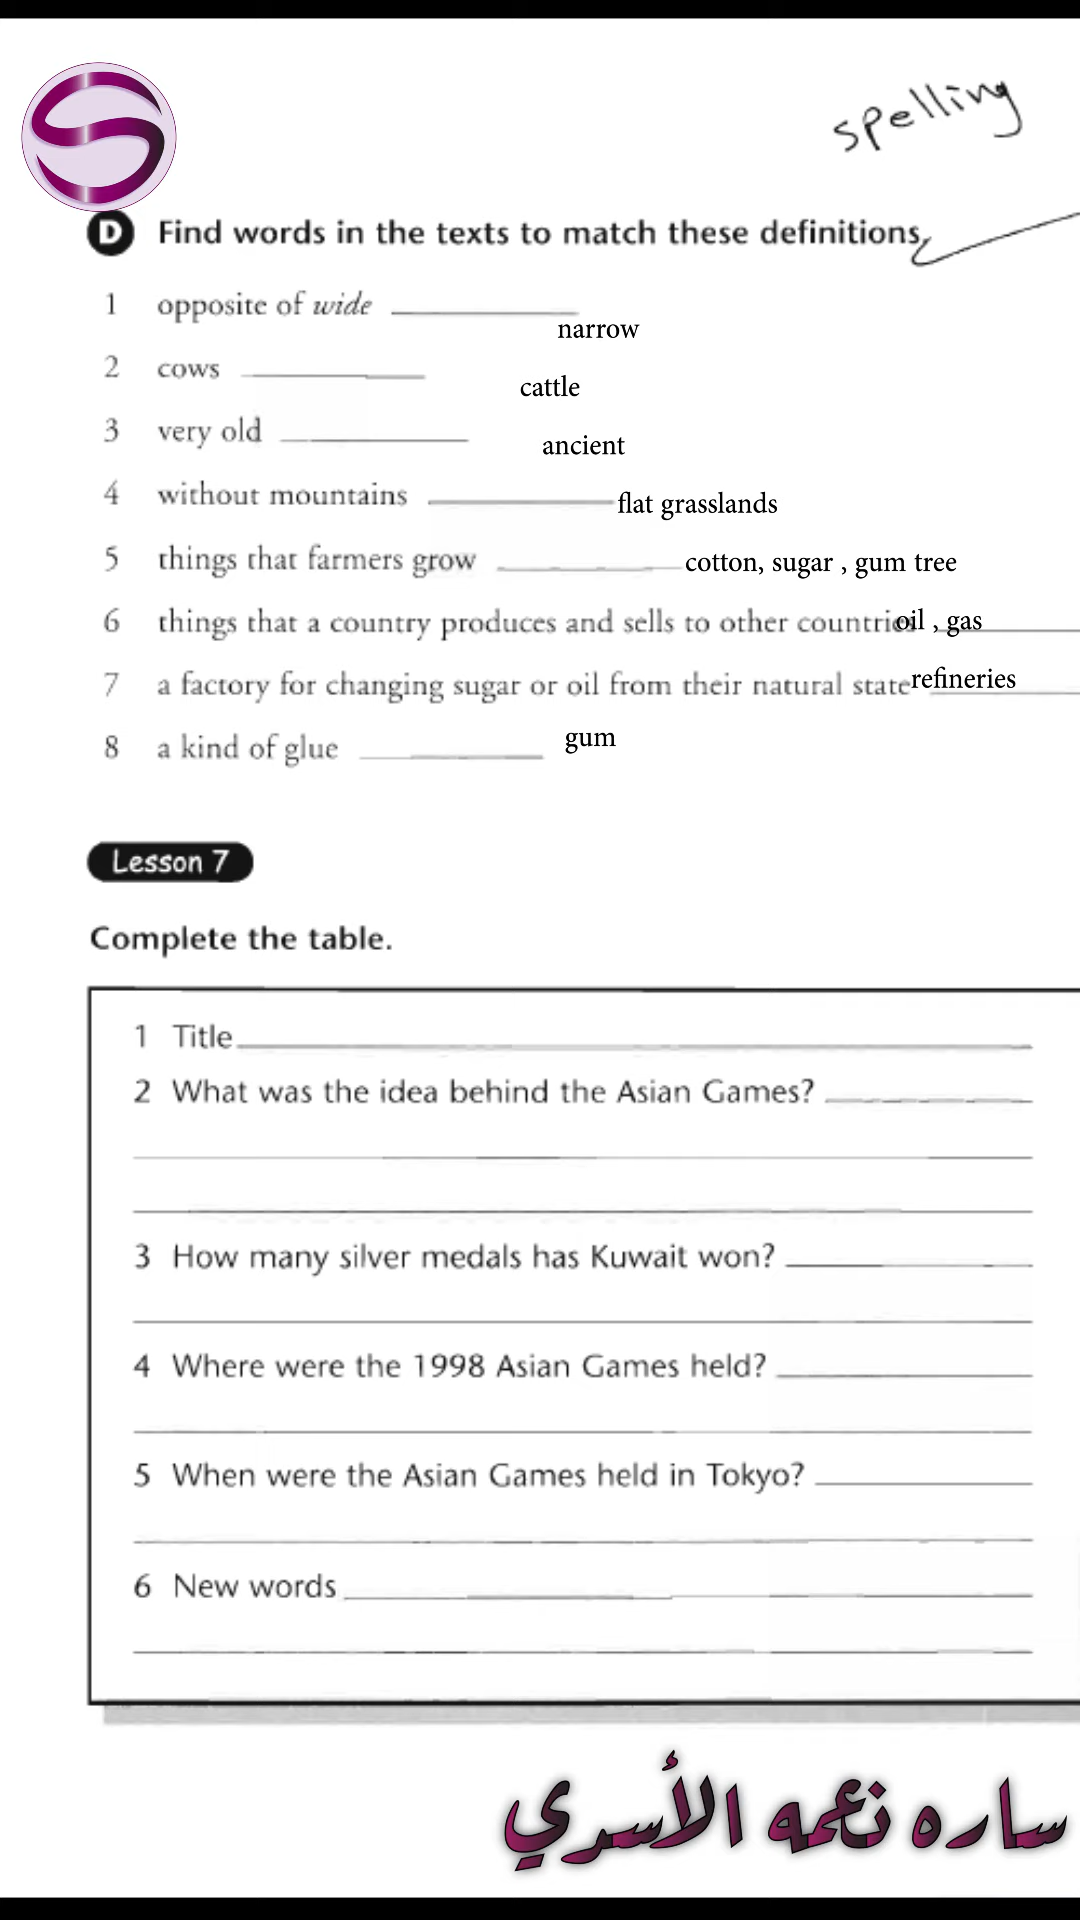 spelling
D Find words in the texts to match these definitions.
1 opposite of wide
narrow
2 cows
cattle
3 very old
ancient
4 without mountains
flat grasslands
5 things that farmers grow
cotton, sugar , gum tree
6 things that a country produces and sells to other countries
oil , gas
7 a factory for changing sugar or oil from their natural state
refineries
8 a kind of glue
gum
Lesson 7
Complete the table.
1 Title
2 What was the idea behind the Asian Games?
3 How many silver medals has Kuwait won?
4 Where were the 1998 Asian Games held?
5 When were the Asian Games held in Tokyo?
6 New words
ساره نعمه الأسدي